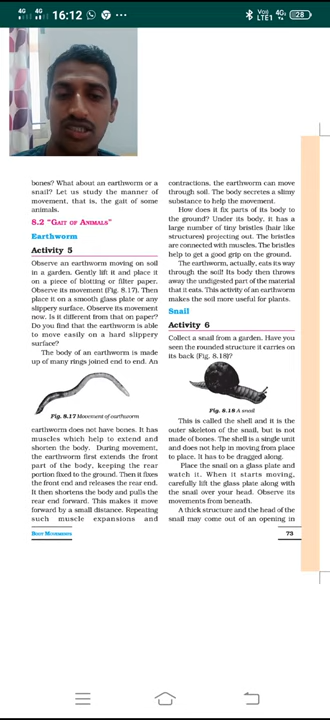 4G 4G 16:12
Voi) LTE1 4G 28
bones? What about an earthworm or a
snail? Let us study the manner of
movement, that is, the gait of some
animals.
8.2 "GAIT OF ANIMALS"
Earthworm
Activity 5
Observe an earthworm moving on soil
in a garden. Gently lift it and place it
on a piece of blotting or filter paper.
Observe its movement (Fig. 8.17). Then
place it on a smooth glass plate or any
slippery surface. Observe its movement
now. Is it different from that on paper?
Do you find that the earthworm is able
to move easily on a hard slippery
surface?
The body of an earthworm is made
up of many rings joined end to end. An
Fig. 8.17 Movement of earthworm
earthworm does not have bones. It has
muscles which help to extend and
shorten the body. During movement,
the earthworm first extends the front
part of the body, keeping the rear
portion fixed to the ground. Then it fixes
the front end and releases the rear end.
It then shortens the body and pulls the
rear end forward. This makes it move
forward by a small distance. Repeating
such muscle expansions and
contractions, the earthworm can move
through soil. The body secretes a slimy
substance to help the movement.
How does it fix parts of its body to
the ground? Under its body, it has a
large number of tiny bristles (hair like
structures) projecting out. The bristles
are connected with muscles. The bristles
help to get a good grip on the ground.
The earthworm, actually, eats its way
through the soil! Its body then throws
away the undigested part of the material
that it eats. This activity of an earthworm
makes the soil more useful for plants.
Snail
Activity 6
Collect a snail from a garden. Have you
seen the rounded structure it carries on
its back (Fig. 8.18)?
Fig. 8.18 A snail
This is called the shell and it is the
outer skeleton of the snail, but is not
made of bones. The shell is a single unit
and does not help in moving from place
to place. It has to be dragged along.
Place the snail on a glass plate and
watch it. When it starts moving,
carefully lift the glass plate along with
the snail over your head. Observe its
movements from beneath.
A thick structure and the head of the
snail may come out of an opening in
BODY MOVEMENTS
73